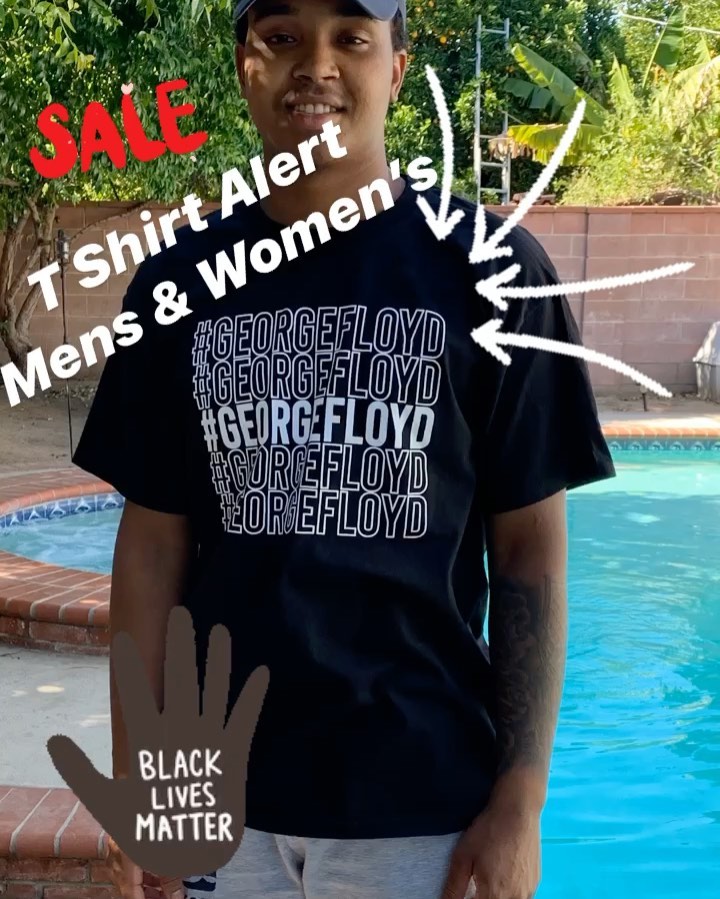 SALE
T Shirt Alert
Mens & Women's
#GEORGEFLOYD
#GEORGEFLOYD
#GEORGEFLOYD
#GEORGEFLOYD
#GEORGEFLOYD
BLACK
LIVES
MATTER